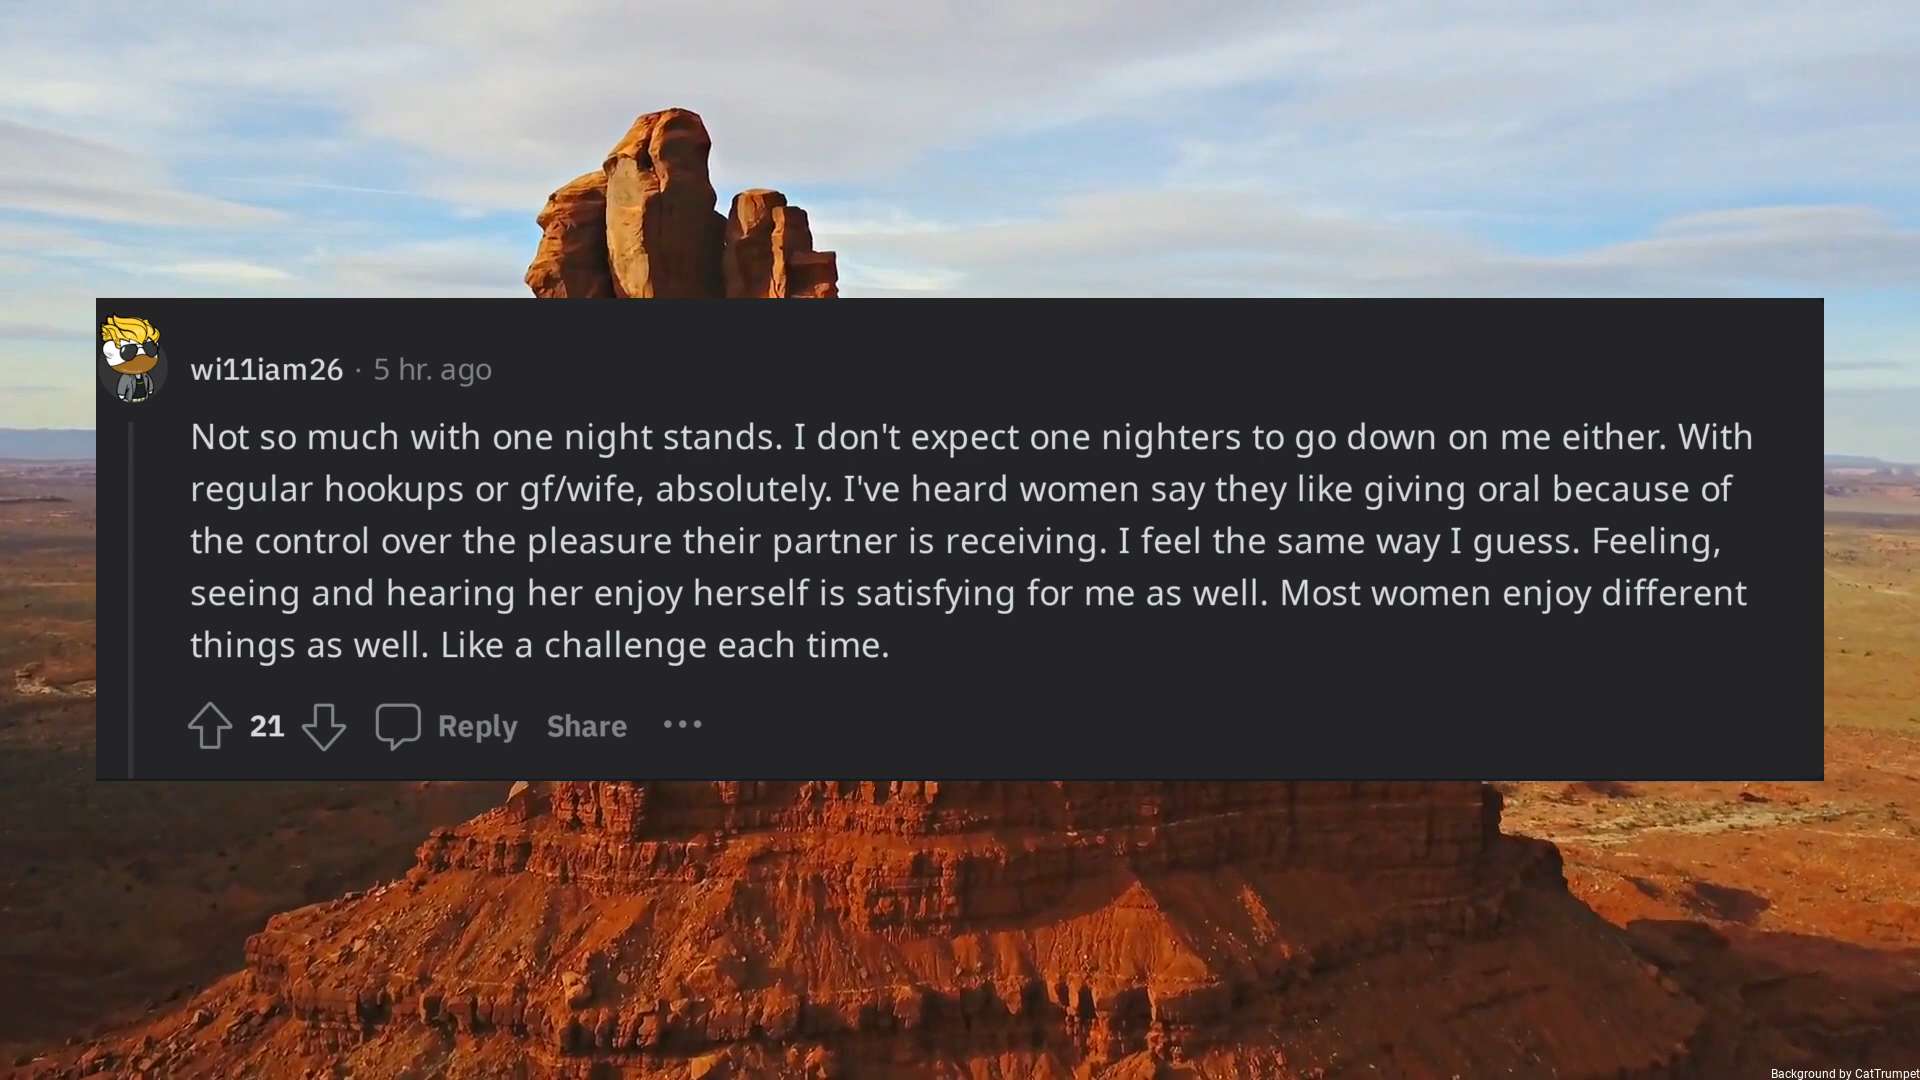 wi11iam26 · 5 hr. ago
Not so much with one night stands. I don't expect one nighters to go down on me either. With
regular hookups or gf/wife, absolutely. I've heard women say they like giving oral because of
the control over the pleasure their partner is receiving. I feel the same way I guess. Feeling,
seeing and hearing her enjoy herself is satisfying for me as well. Most women enjoy different
things as well. Like a challenge each time.
21 Reply Share ···
Background by CatTrumpet